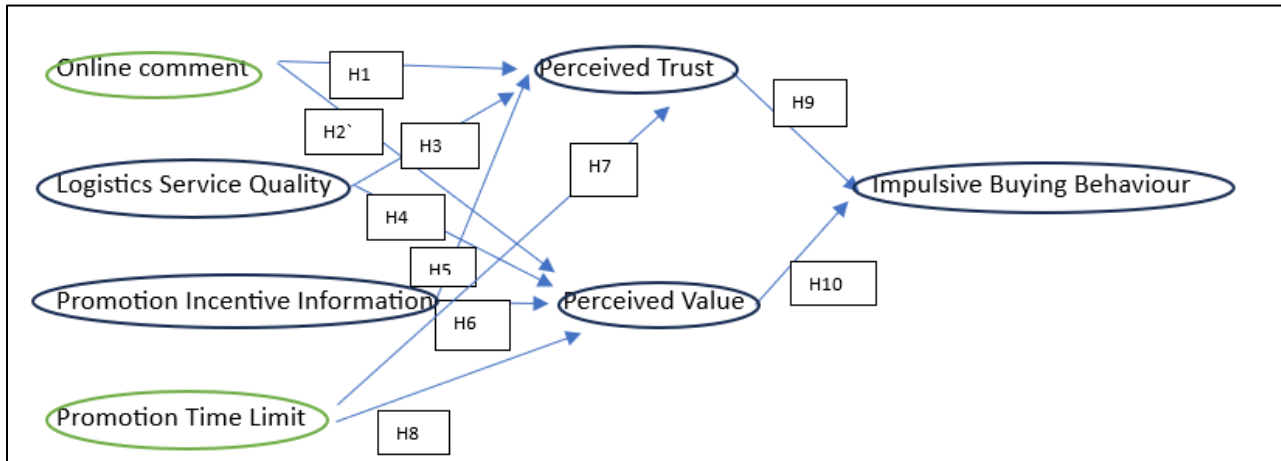 Online comment
H1
Perceived Trust
H9
H2`
H3
H7
Logistics Service Quality
Impulsive Buying Behaviour
H4
H5
Promotion Incentive Information
Perceived Value
H10
H6
Promotion Time Limit
H8